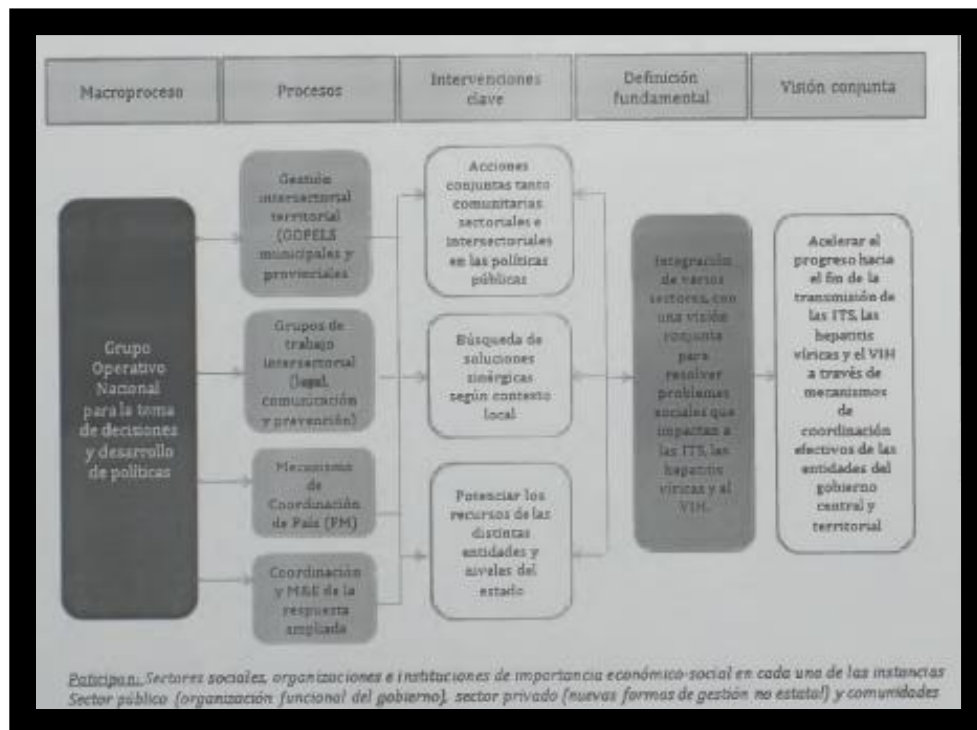 Macroproceso
Procesos
Intervenciones
clave
Definición
fundamental
Visión conjunta
Grupo
Operativo
Nacional
para la toma
de decisiones
y desarrollo
de políticas
Gestión
intersectorial
territorial
(GOPELS
municipales y
provinciales
Grupos de
trabajo
intersectorial
(legal,
comunicación
y prevención)
Mecanismo
de
Coordinación
de País (FM)
Coordinación
y M&E de la
respuesta
ampliada
Acciones
conjuntas tanto
comunitarias
sectoriales e
intersectoriales
en las políticas
públicas
Búsqueda de
soluciones
sinérgicas
según contexto
local
Potenciar los
recursos de las
distintas
entidades y
niveles del
estado
Integración
de varios
sectores, con
una visión
conjunta
para
resolver
problemas
sociales que
impactan a
las ITS, las
hepatitis
víricas y el
VIH.
Acelerar el
progreso hacia
el fin de la
transmisión de
las ITS, las
hepatitis
víricas y el VIH
a través de
mecanismos
de
coordinación
efectivos de las
entidades del
gobierno
central y
territorial
Paticipan: Sectores sociales, organizaciones e instituciones de importancia económico-social en cada una de las instancias
Sector público (organización funcional del gobierno), sector privado (nuevas formas de gestión no estatal) y comunidades